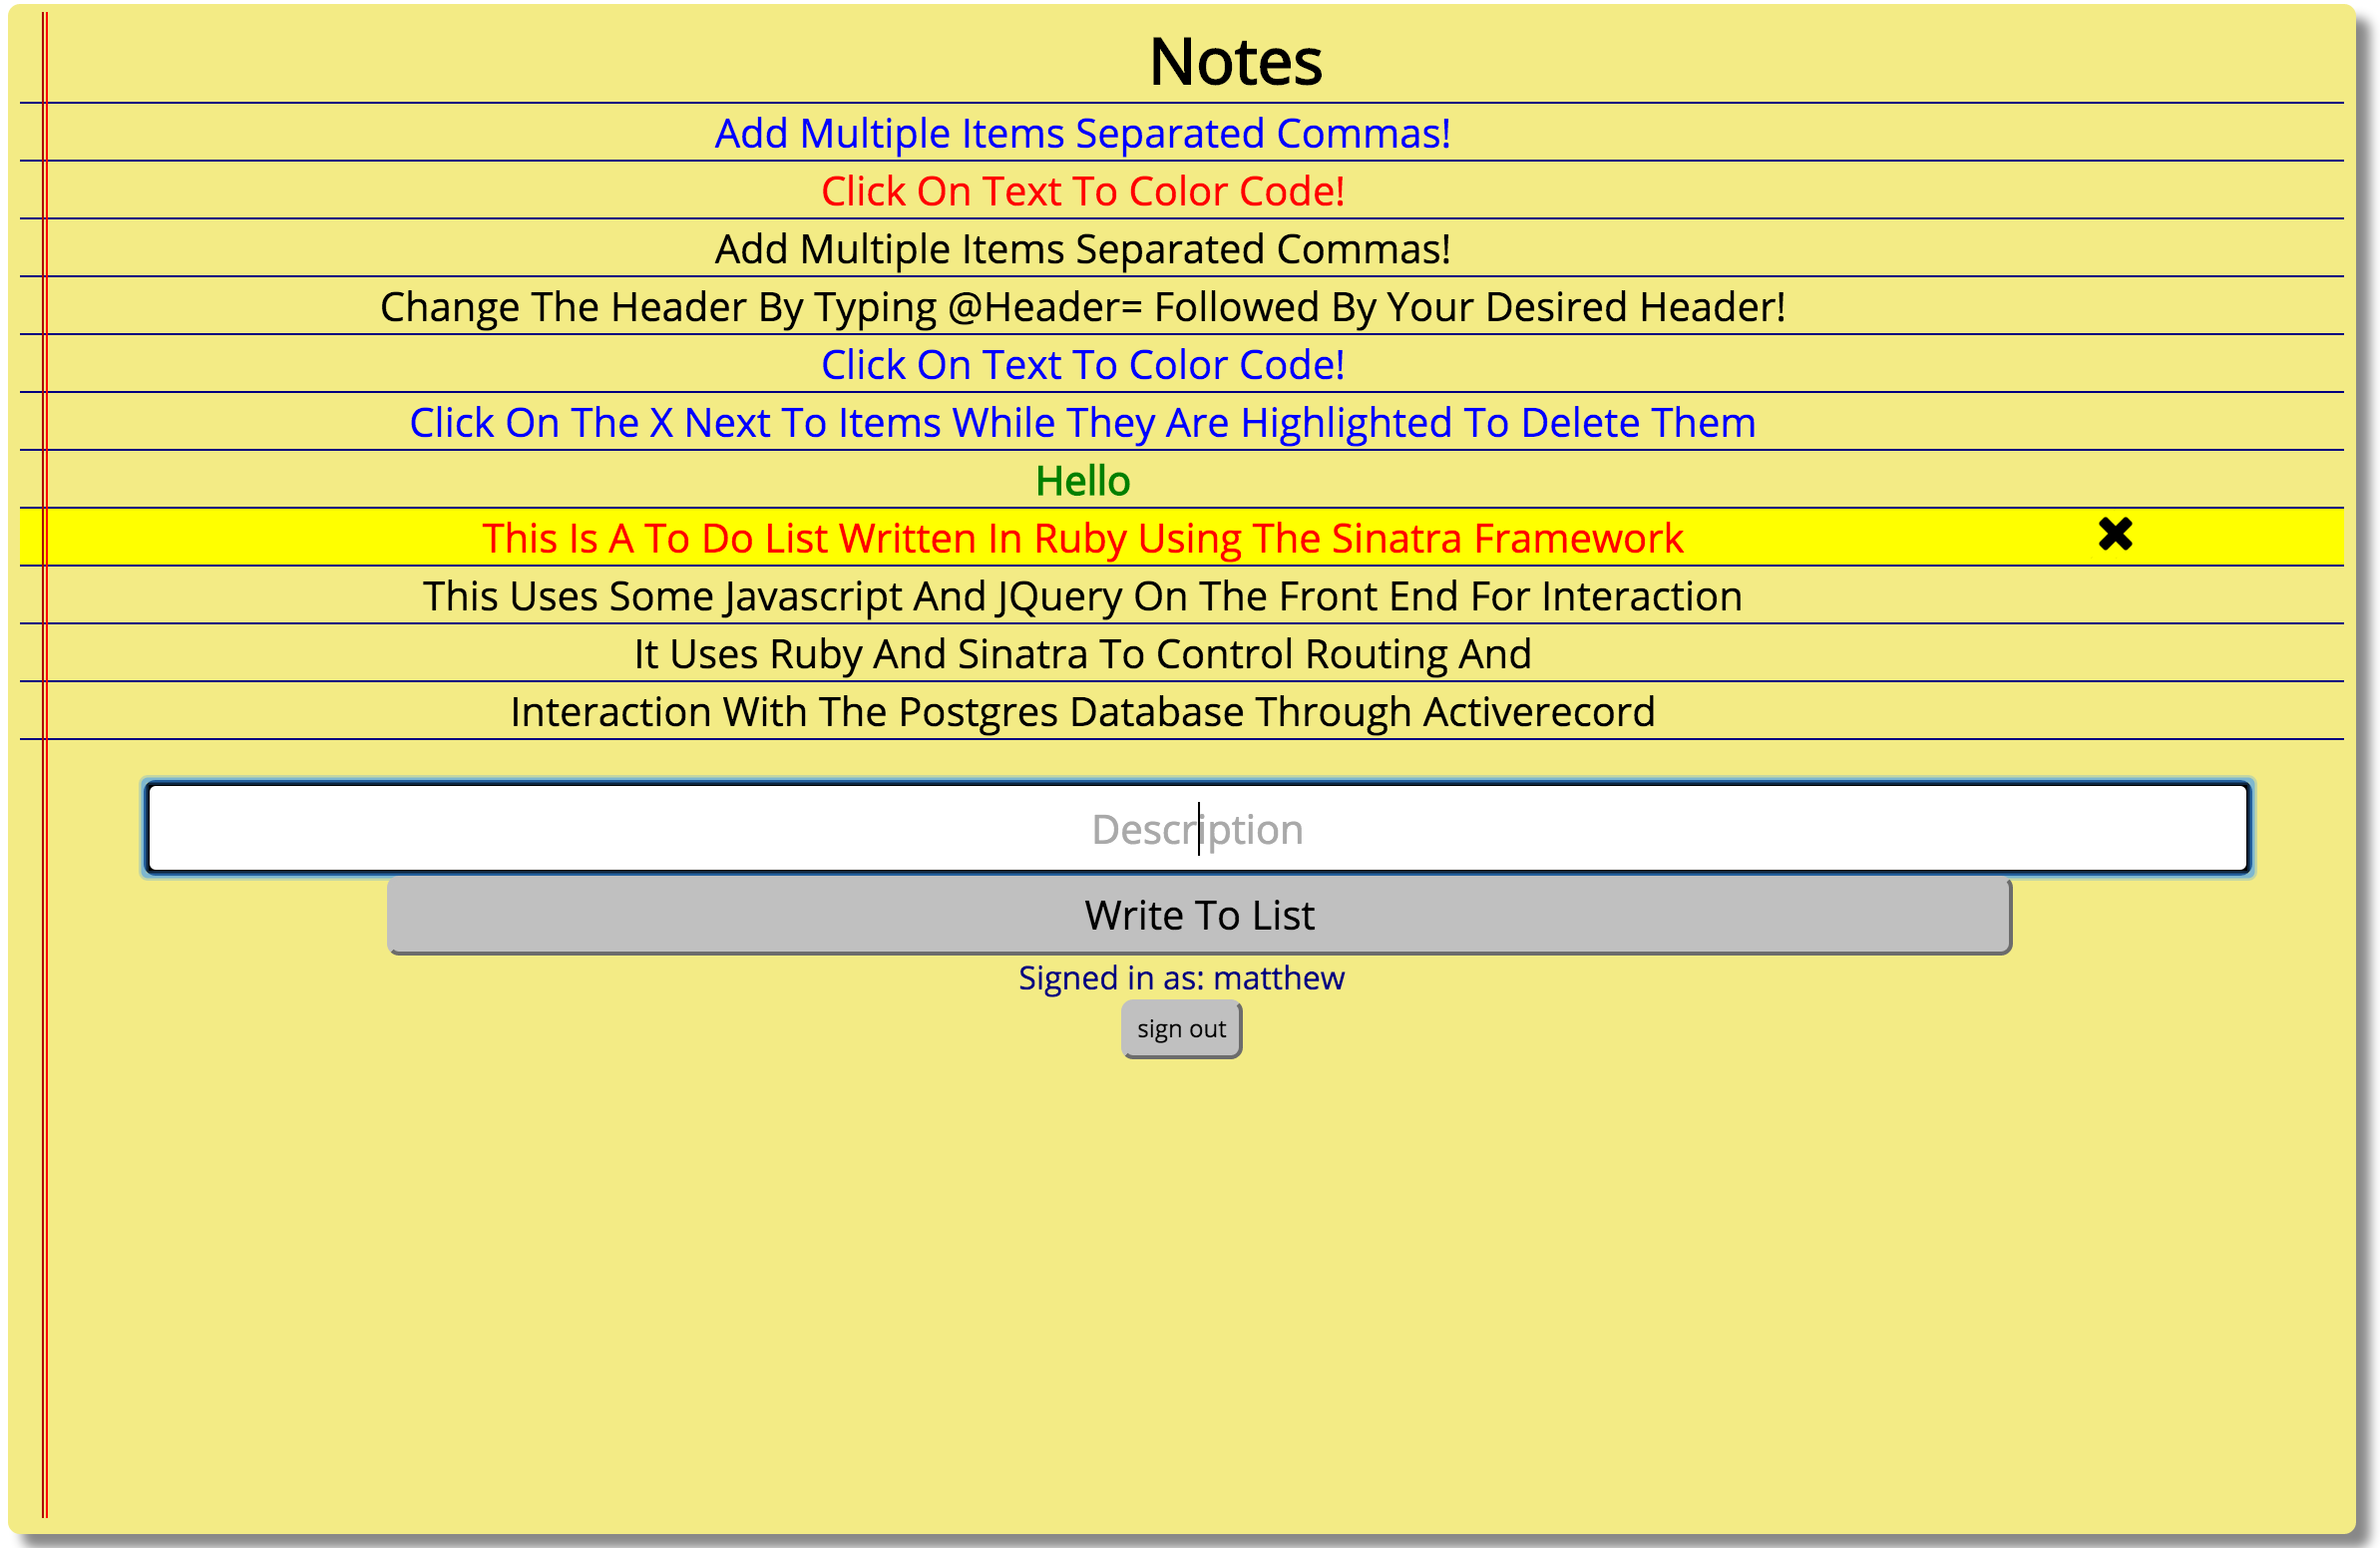 Notes
Add Multiple Items Separated Commas!
Click On Text To Color Code!
Add Multiple Items Separated Commas!
Change The Header By Typing @Header= Followed By Your Desired Header!
Click On Text To Color Code!
Click On The X Next To Items While They Are Highlighted To Delete Them
Hello
This Is A To Do List Written In Ruby Using The Sinatra Framework
This Uses Some Javascript And JQuery On The Front End For Interaction
It Uses Ruby And Sinatra To Control Routing And
Interaction With The Postgres Database Through Activerecord
Description
Write To List
Signed in as: matthew
sign out